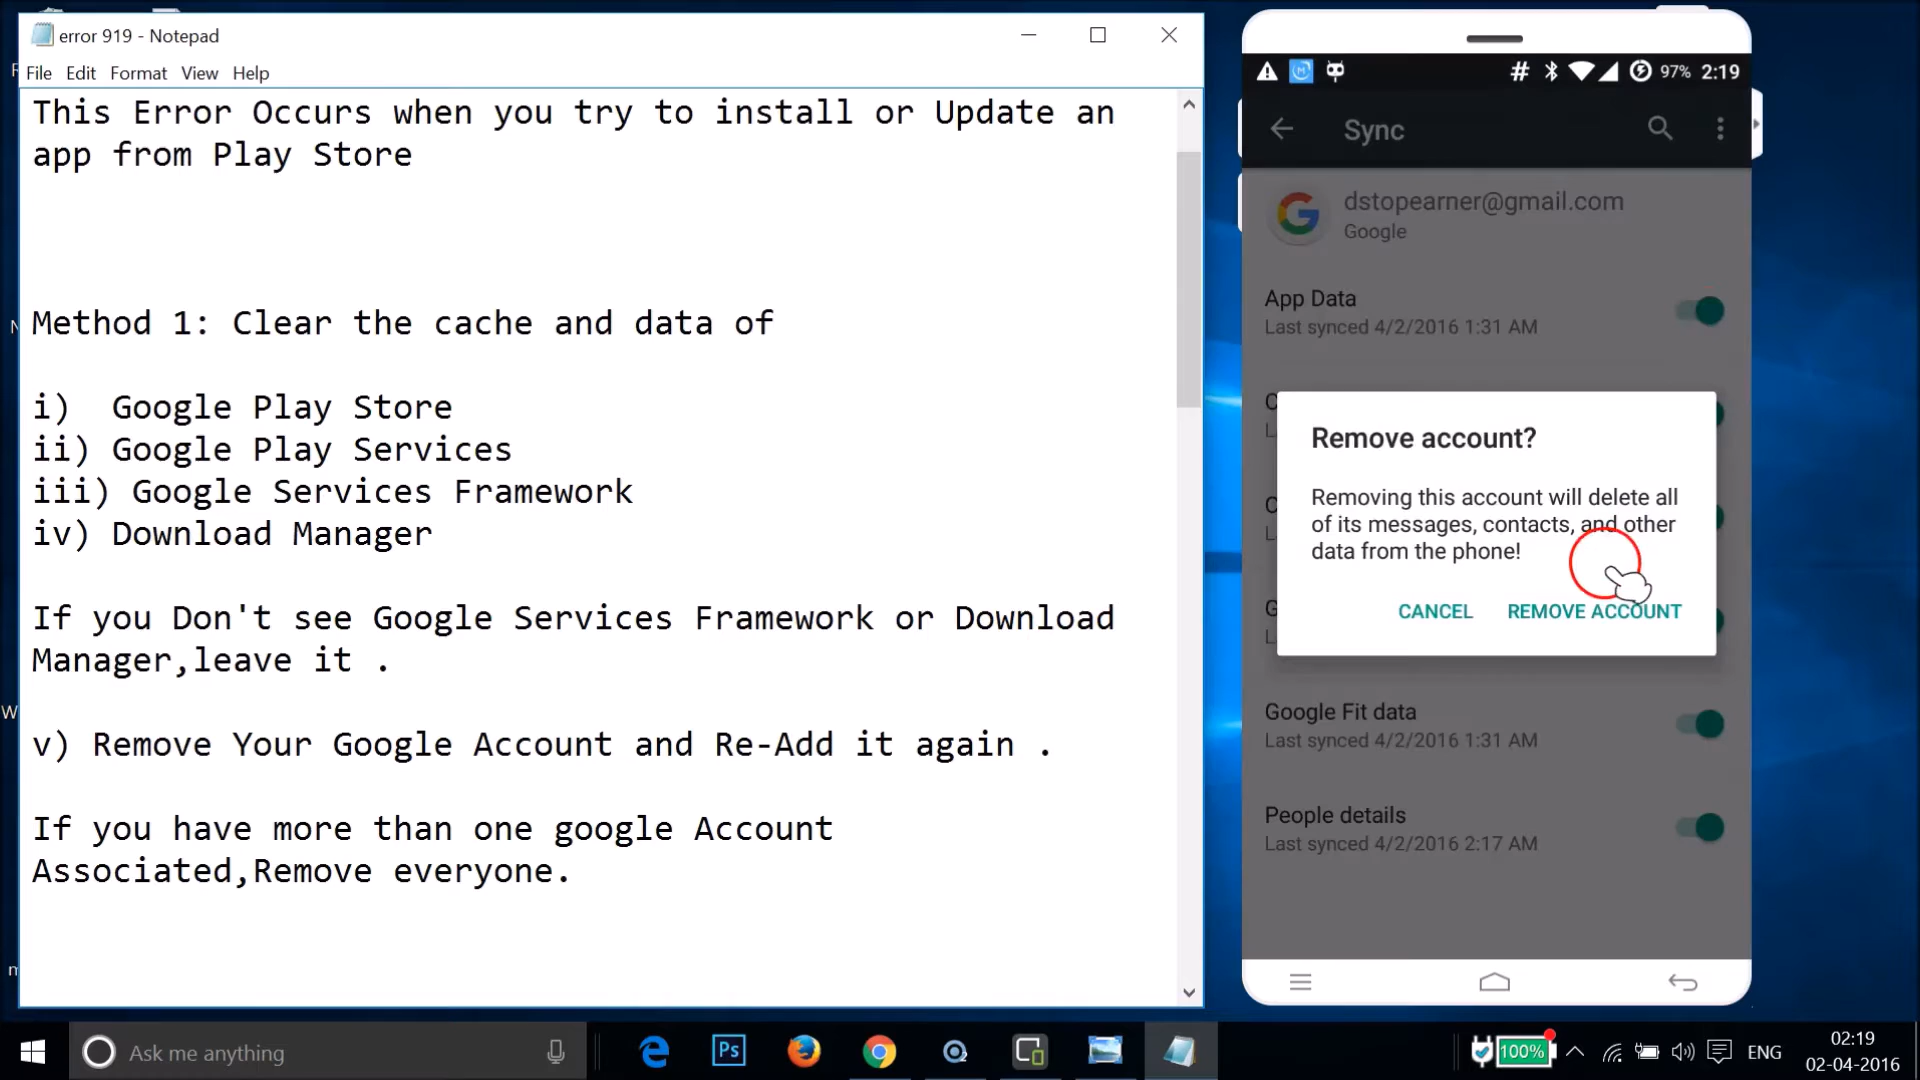 error 919 - Notepad
File Edit Format View Help
This Error Occurs when you try to install or Update an
app from Play Store
Method 1: Clear the cache and data of
i) Google Play Store
ii) Google Play Services
iii) Google Services Framework
iv) Download Manager
If you Don't see Google Services Framework or Download
Manager,leave it .
v) Remove Your Google Account and Re-Add it again .
If you have more than one google Account
Associated,Remove everyone.
97% 2:19
Sync
dstopearner@gmail.com
Google
App Data
Last synced 4/2/2016 1:31 AM
Remove account?
Removing this account will delete all
of its messages, contacts, and other
data from the phone!
CANCEL REMOVE ACCOUNT
Google Fit data
Last synced 4/2/2016 1:31 AM
People details
Last synced 4/2/2016 2:17 AM
Ask me anything
Ps
100%
ENG
02:19
02-04-2016